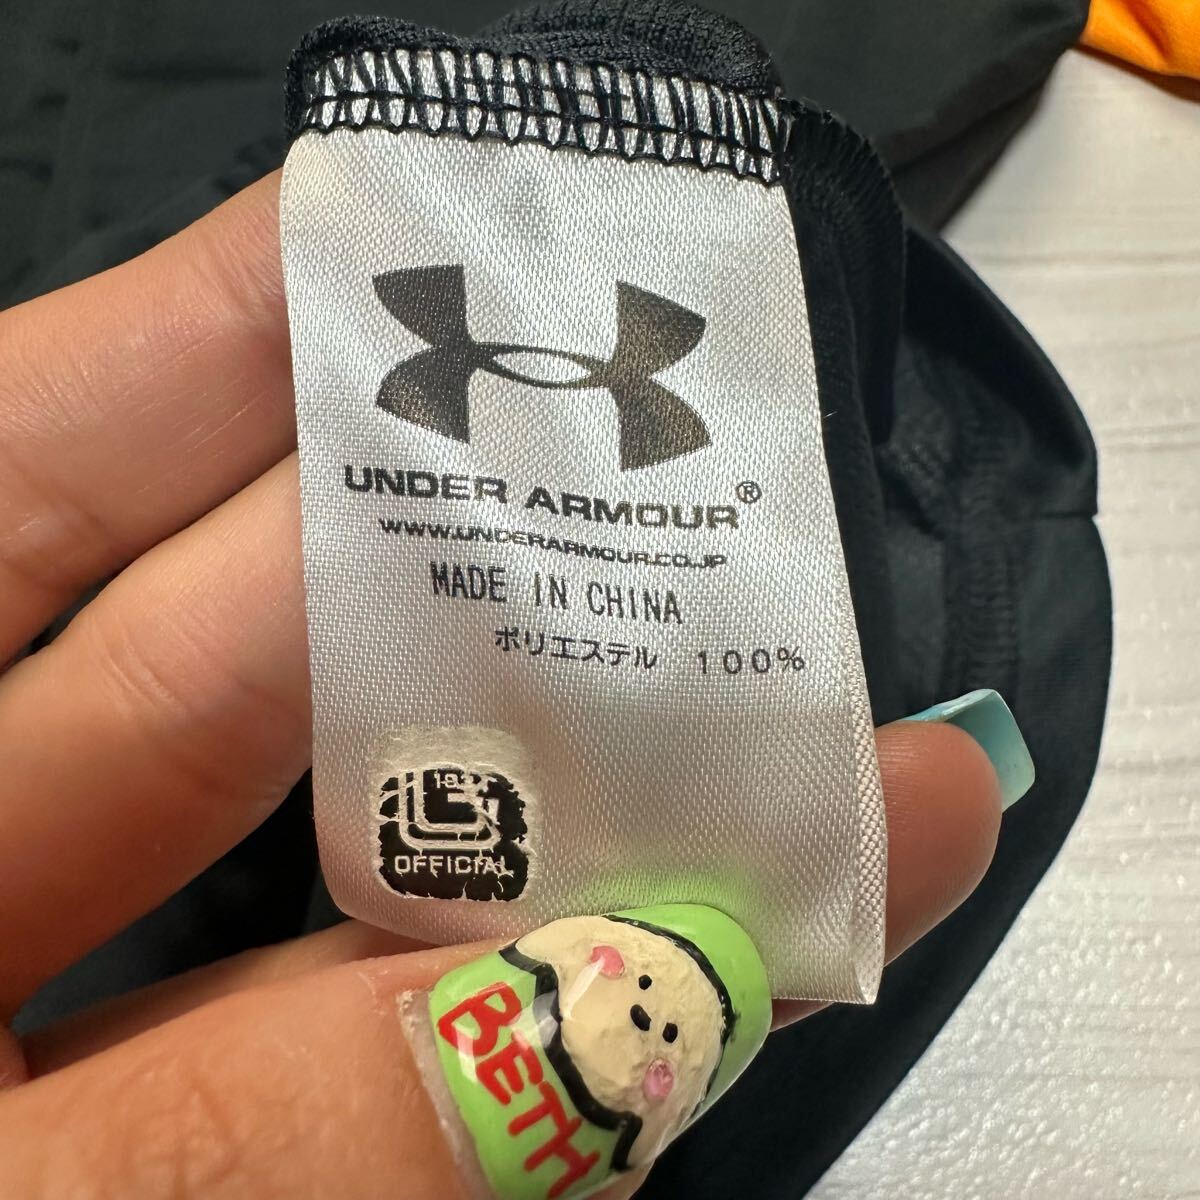 UNDER ARMOUR®
WWW.UNDERARMOUR.CO.JP
MADE IN CHINA
ポリエステル 100%
OFFICIAL
BETH